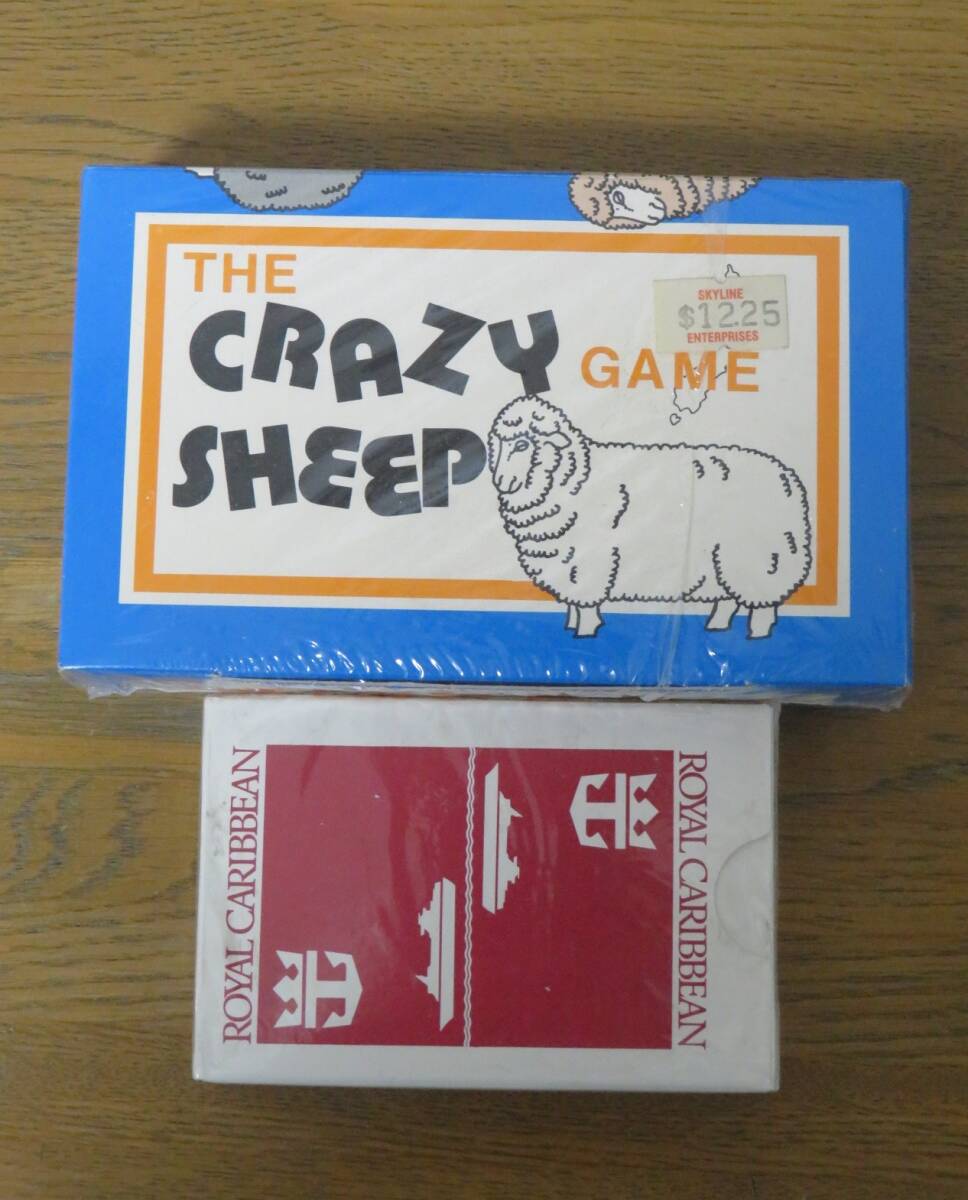 THE
CRAZY
SHEEP
GAME
SKYLINE
$12.25
ENTERPRISES
ROYAL CARIBBEAN
ROYAL CARIBBEAN